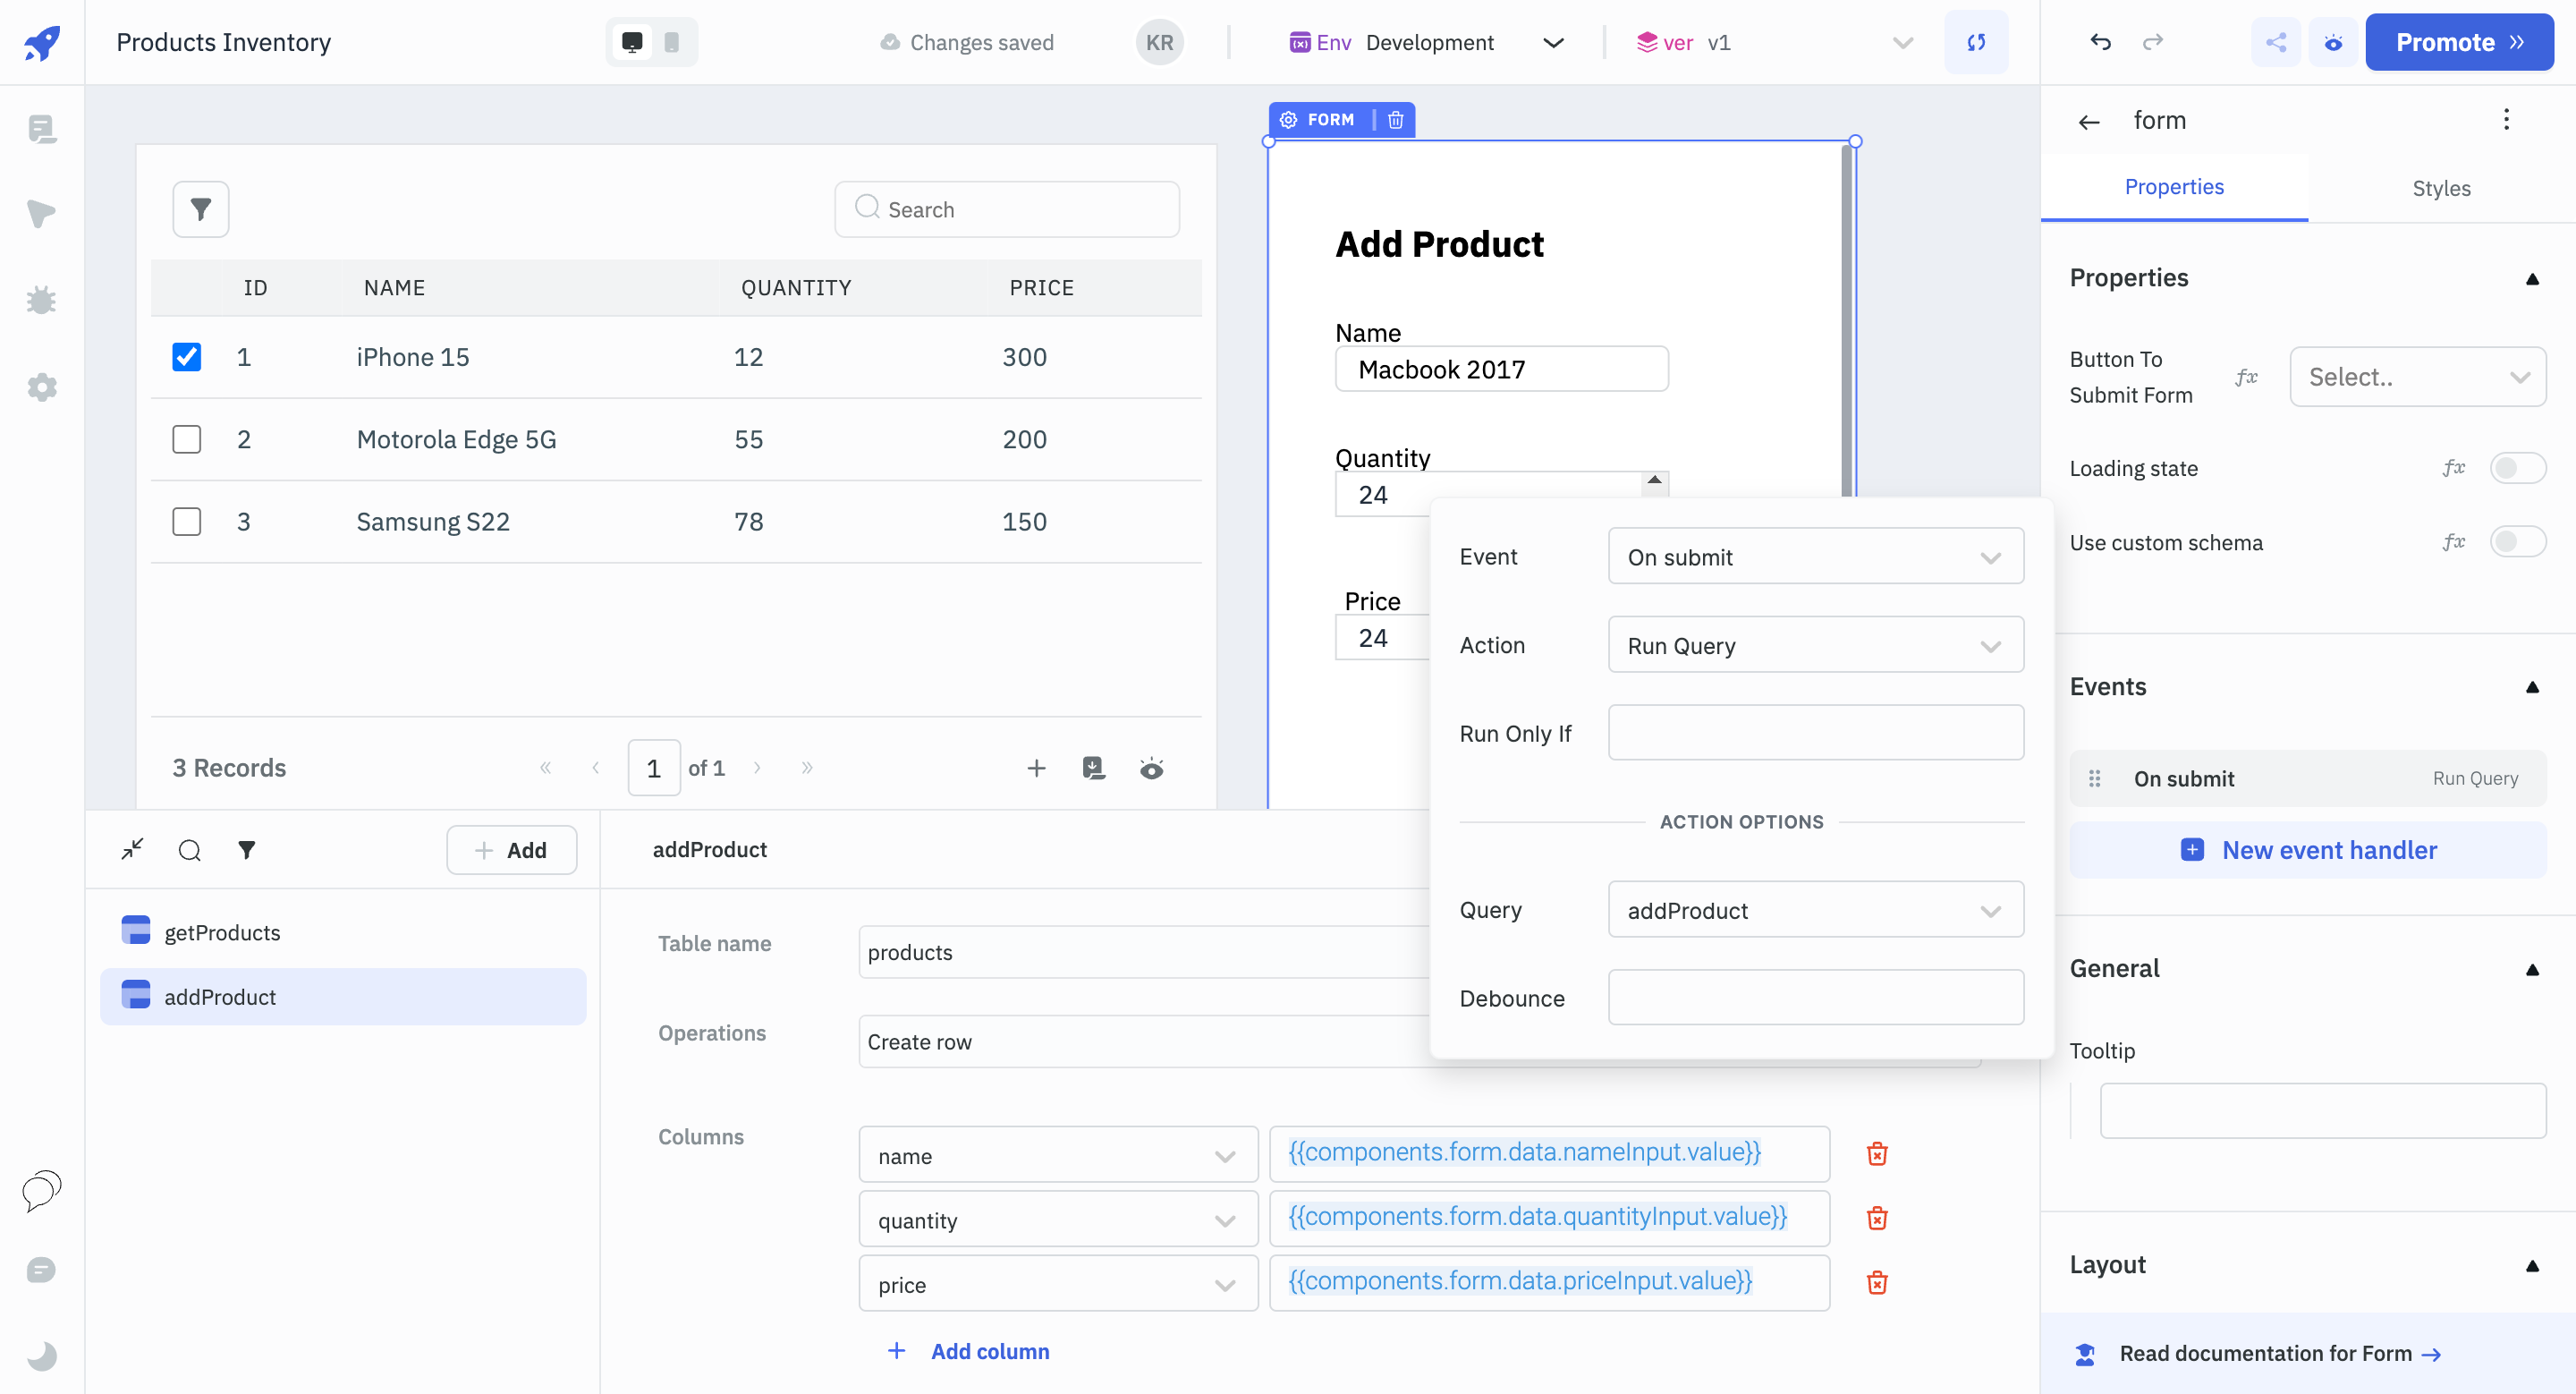 Products Inventory
Changes saved
KR
Env Development
ver v1
Promote
FORM
Search
ID NAME QUANTITY PRICE
1 iPhone 15 12 300
2 Motorola Edge 5G 55 200
3 Samsung S22 78 150
3 Records
1 of 1
Add Product
Name
Macbook 2017
Quantity
24
Price
24
Event On submit
Action Run Query
Run Only If
ACTION OPTIONS
Query addProduct
Debounce
form
Properties Styles
Properties
Button To
Submit Form
fx Select..
Loading state fx
Use custom schema fx
Events
On submit Run Query
New event handler
General
Tooltip
Layout
Read documentation for Form →
+ Add
getProducts
addProduct
addProduct
Table name products
Operations Create row
Columns
name {{components.form.data.nameInput.value}}
quantity {{components.form.data.quantityInput.value}}
price {{components.form.data.priceInput.value}}
+ Add column